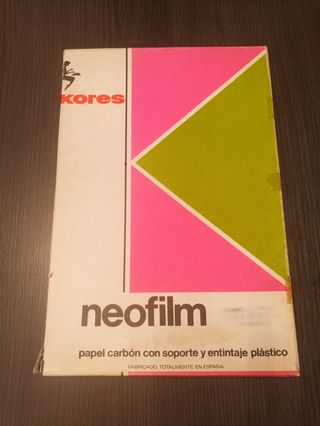 Kores
neofilm
papel carbón con soporte y entintaje plástico
FABRICADO TOTALMENTE EN ESPAÑA